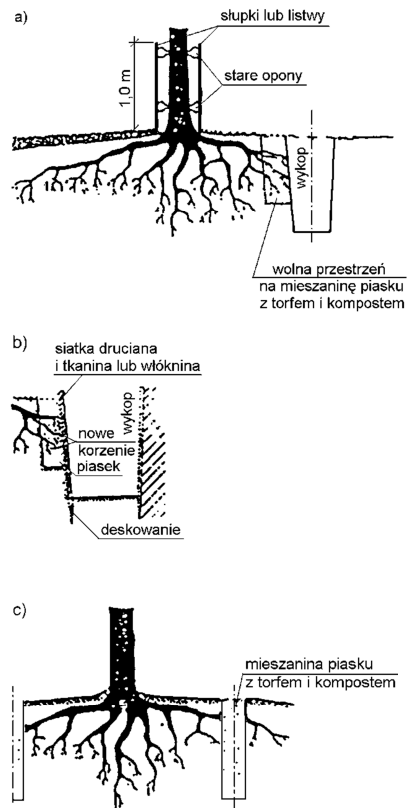 a)
słupki lub listwy
stare opony
1,0 m
wykop
wolna przestrzeń
na mieszaninę piasku
z torfem i kompostem
b)
siatka druciana
i tkanina lub włóknina
wykop
nowe
korzenie
piasek
deskowanie
c)
mieszanina piasku
z torfem i kompostem